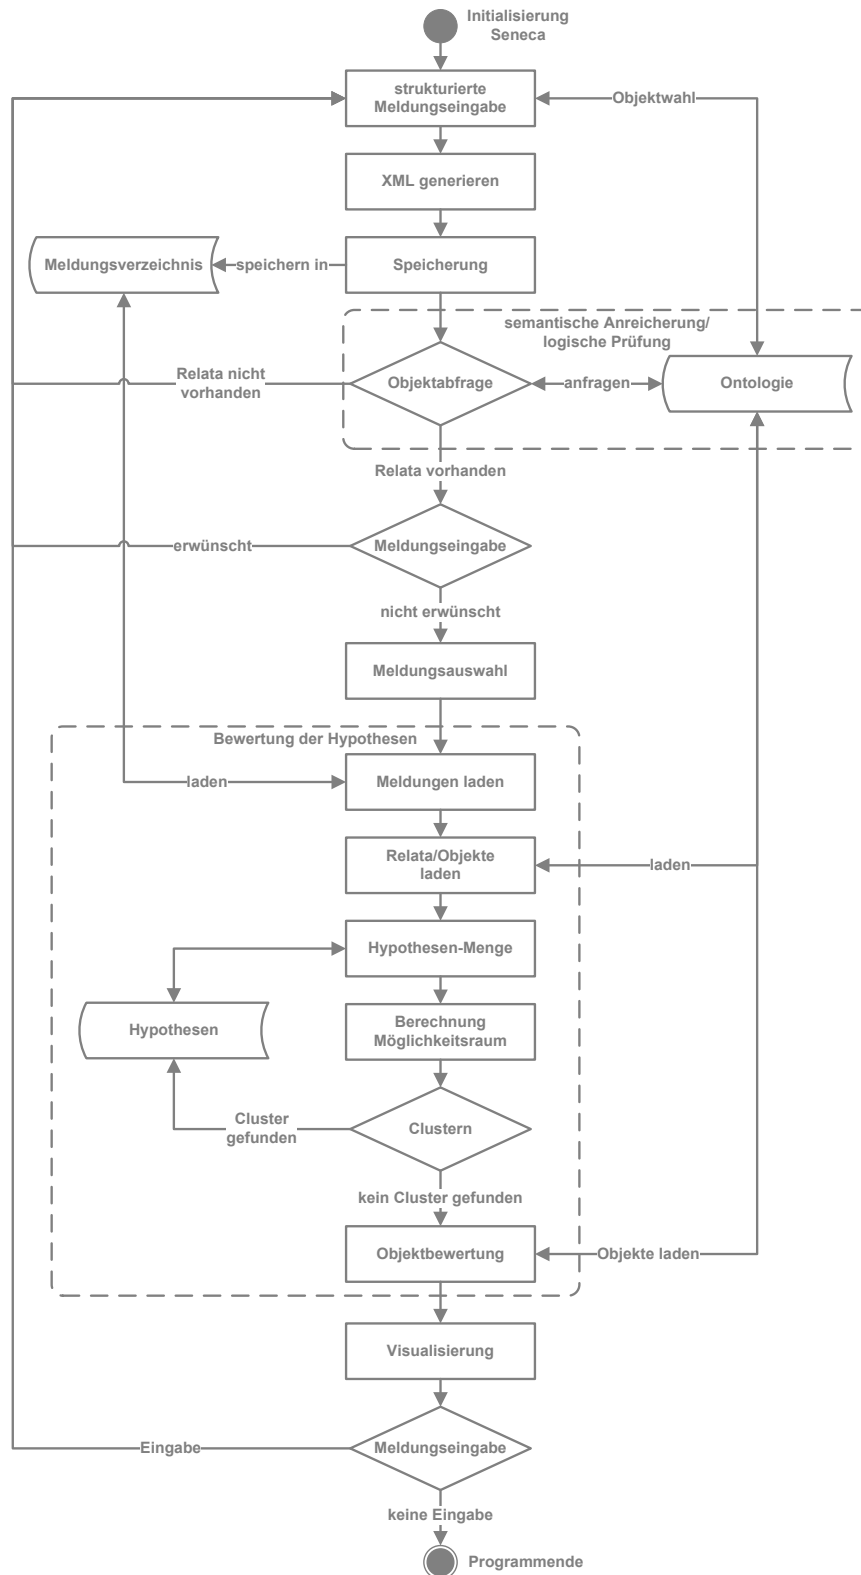 Initialisierung
Seneca
strukturierte
Meldungseingabe
Objektwahl
XML generieren
Meldungsverzeichnis
speichern in
Speicherung
semantische Anreicherung/
logische Prüfung
Relata nicht
vorhanden
Objektabfrage
anfragen
Ontologie
Relata vorhanden
erwünscht
Meldungseingabe
nicht erwünscht
Meldungsauswahl
Bewertung der Hypothesen
laden
Meldungen laden
Relata/Objekte
laden
laden
Hypothesen-Menge
Hypothesen
Berechnung
Möglichkeitsraum
Cluster
gefunden
Clustern
kein Cluster gefunden
Objektbewertung
Objekte laden
Visualisierung
Eingabe
Meldungseingabe
keine Eingabe
Programmende